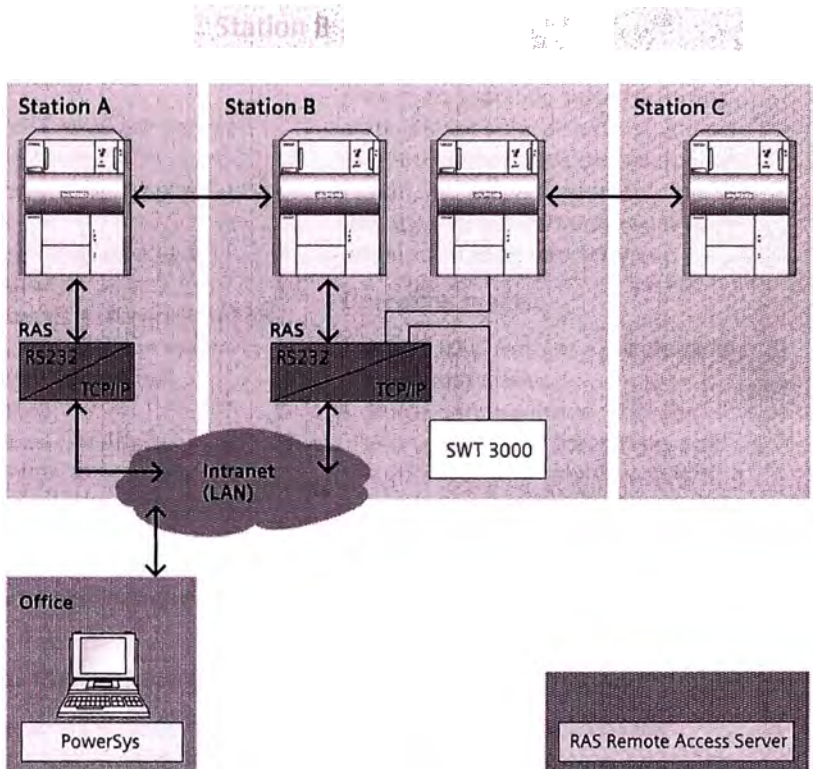 Station B
Station A
Station B
Station C
RAS
RS232
TCP/IP
RAS
RS232
TCP/IP
SWT 3000
Intranet
(LAN)
Office
PowerSys
RAS Remote Access Server